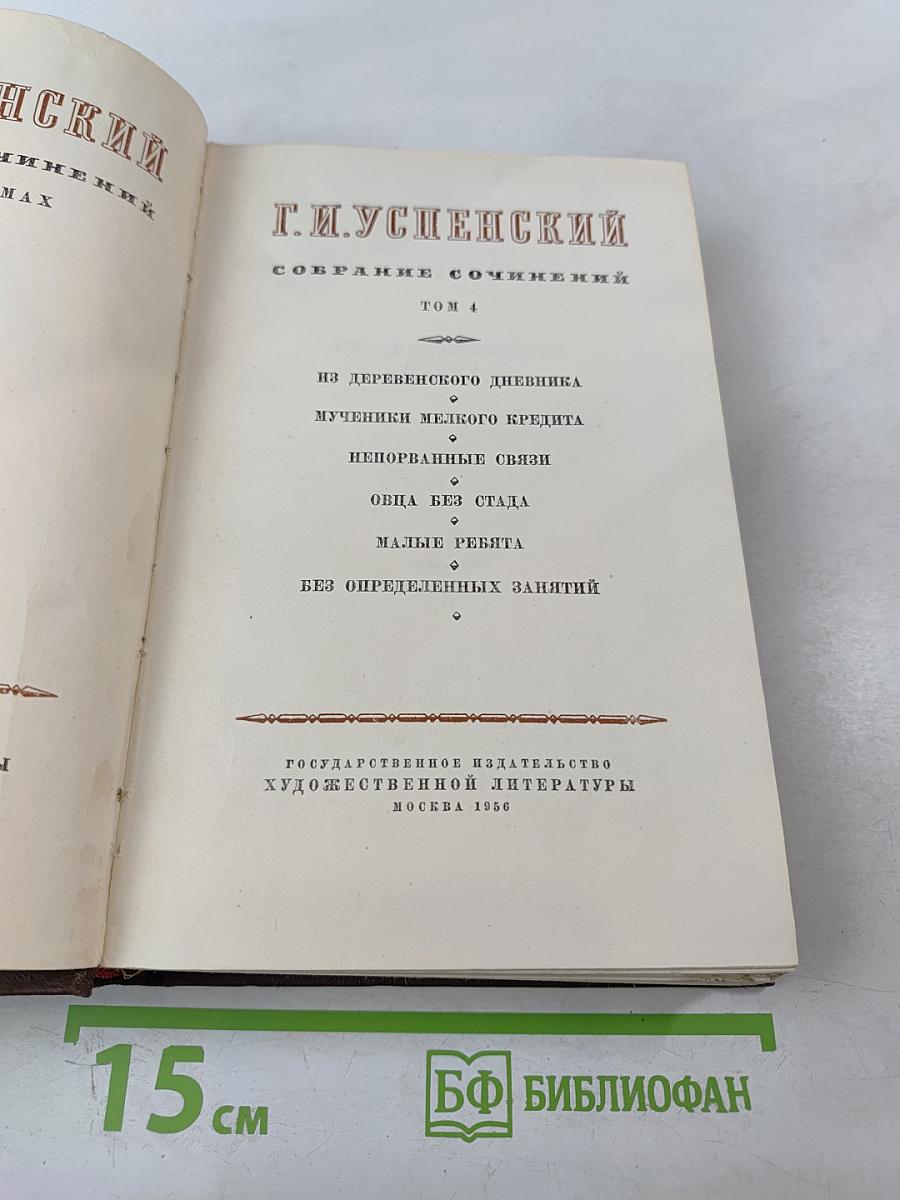 НСКИЙ
ЧИНЕНИЙ
МАХ
Ы
Г.И.УСПЕНСКИЙ
СОБРАНИЕ СОЧИНЕНИЙ
ТОМ 4
ИЗ ДЕРЕВЕНСКОГО ДНЕВНИКА
МУЧЕНИКИ МЕЛКОГО КРЕДИТА
НЕПОРВАННЫЕ СВЯЗИ
ОВЦА БЕЗ СТАДА
МАЛЫЕ РЕБЯТА
БЕЗ ОПРЕДЕЛЕННЫХ ЗАНЯТИЙ
ГОСУДАРСТВЕННОЕ ИЗДАТЕЛЬСТВО
ХУДОЖЕСТВЕННОЙ ЛИТЕРАТУРЫ
МОСКВА 1956
15 см
БФ БИБЛИОФАН